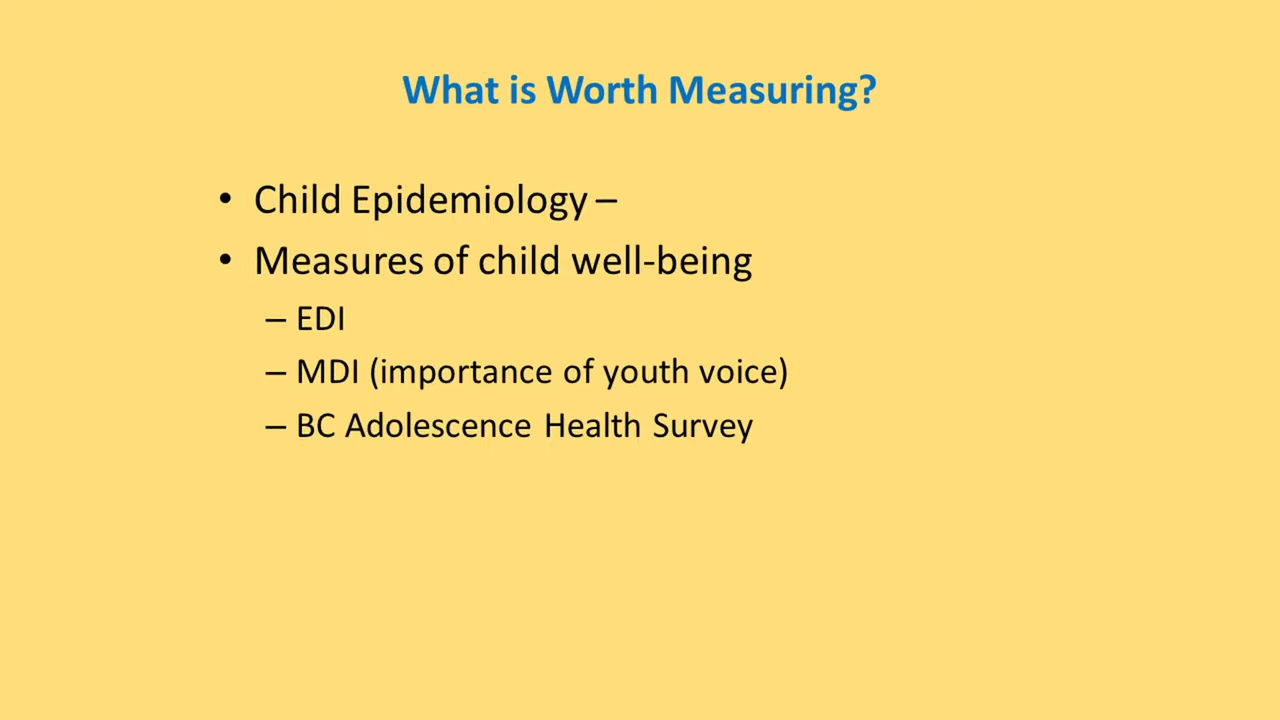 What is Worth Measuring?
• Child Epidemiology –
• Measures of child well-being
– EDI
– MDI (importance of youth voice)
– BC Adolescence Health Survey